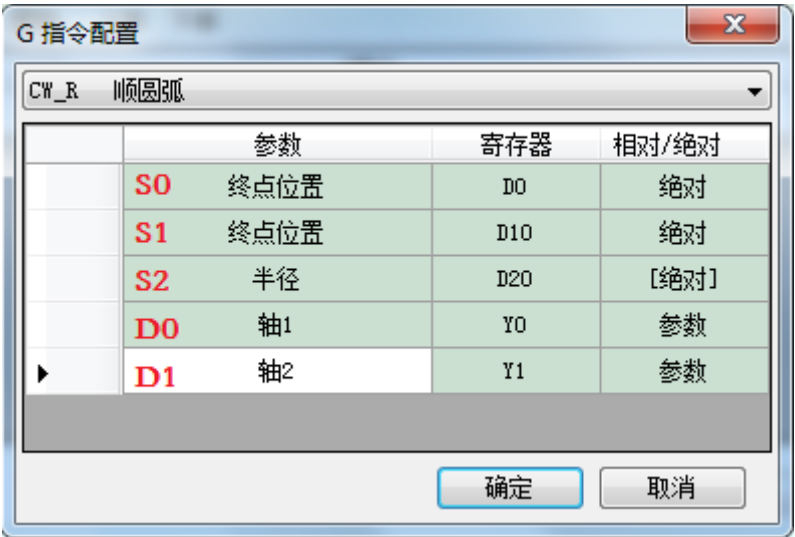 G 指令配置
CW_R 顺圆弧
参数 寄存器 相对/绝对
S0 终点位置 D0 绝对
S1 终点位置 D10 绝对
S2 半径 D20 [绝对]
D0 轴1 Y0 参数
D1 轴2 Y1 参数
确定 取消